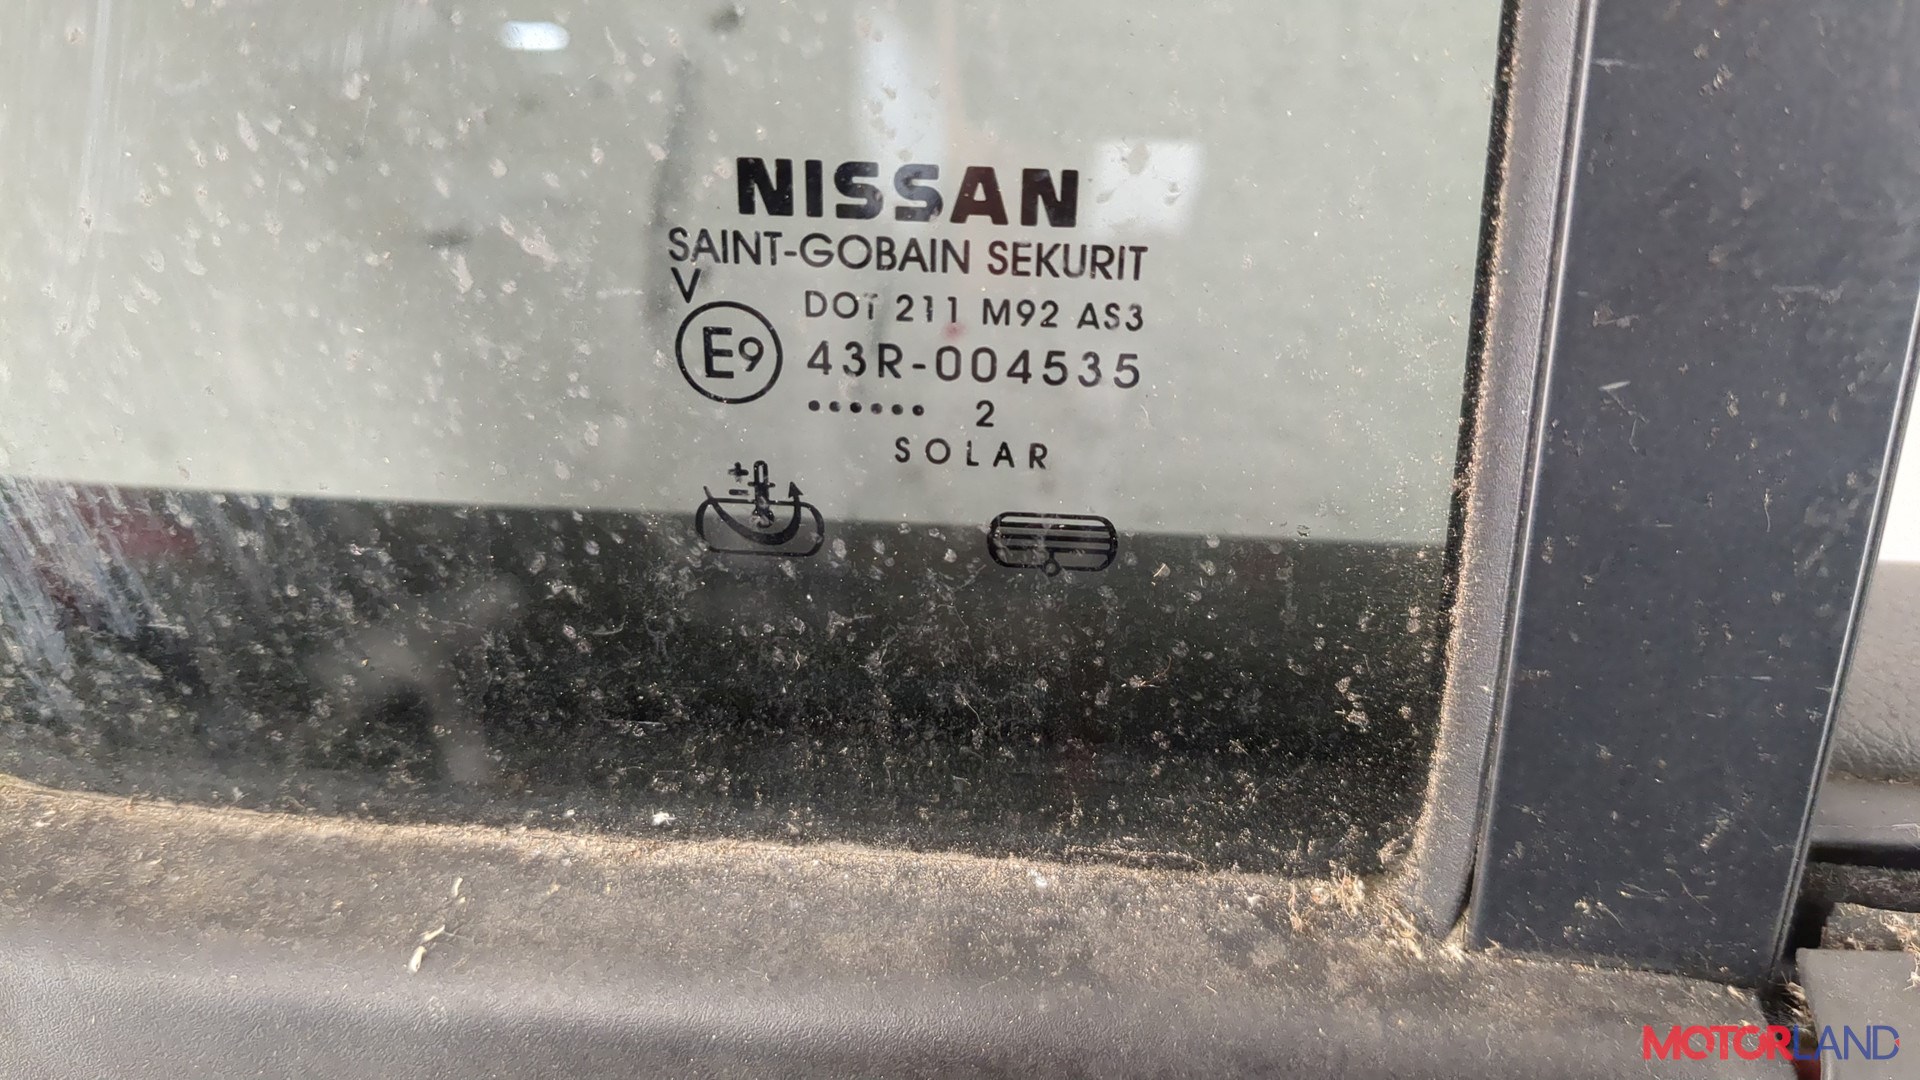 NISSAN
SAINT-GOBAIN SEKURIT
V
DOT 211 M92 AS3
E9 43R-004535
...... 2
SOLAR
MOTORLAND